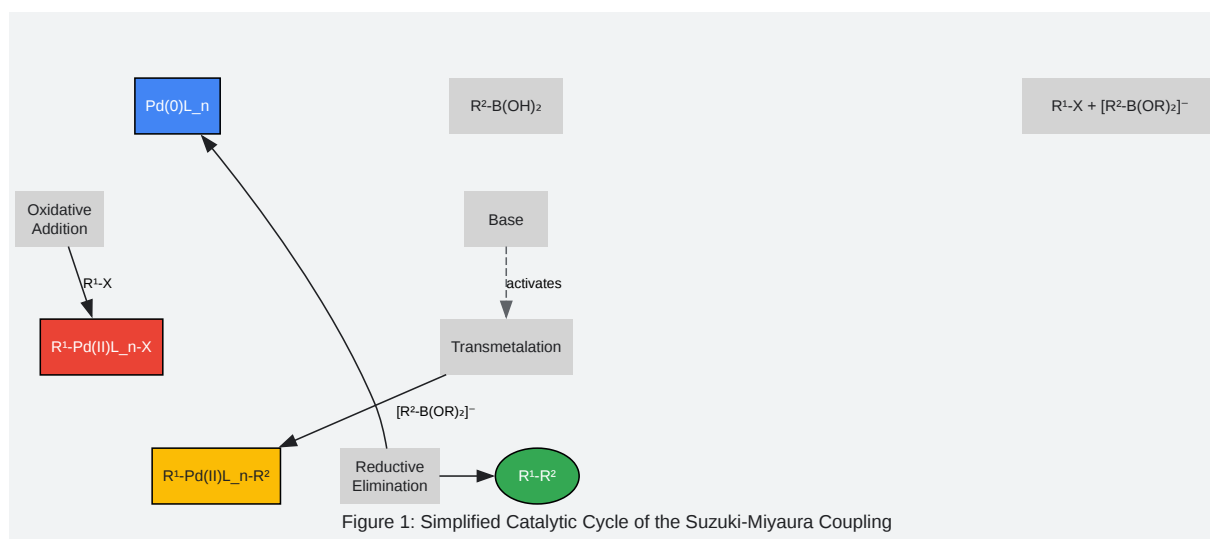 Pd(0)L_n
R²-B(OH)₂
R¹-X + [R²-B(OR)₂]⁻
Oxidative
Addition
Base
R¹-X
activates
R¹-Pd(II)L_n-X
Transmetalation
[R²-B(OR)₂]⁻
R¹-Pd(II)L_n-R²
Reductive
Elimination
R¹-R²
Figure 1: Simplified Catalytic Cycle of the Suzuki-Miyaura Coupling